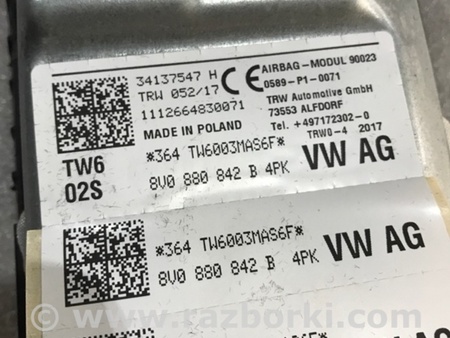 34137547 H
TRW 052/17
1112664830071
MADE IN POLAND
CE
AIRBAG-MODUL 90023
0589-P1-0071
TRW Automotive GmbH
73553 ALFDORF
Tel. +497172302-0
TRW0-4 2017
TW6
02S
*364 TW6003MAS6F*
8V0 880 842 B 4PK
VW AG
*364 TW6003MAS6F*
8V0 880 842 B 4PK
VW AG
© www.razborki.com